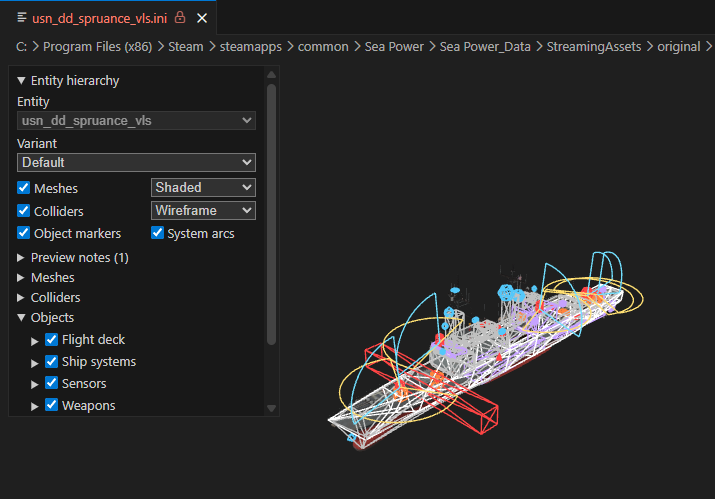 usn_dd_spruance_vls.ini
C: > Program Files (x86) > Steam > steamapps > common > Sea Power > Sea Power_Data > StreamingAssets > original >
Entity hierarchy
Entity
usn_dd_spruance_vls
Variant
Default
Meshes Shaded
Colliders Wireframe
Object markers System arcs
Preview notes (1)
Meshes
Colliders
Objects
Flight deck
Ship systems
Sensors
Weapons